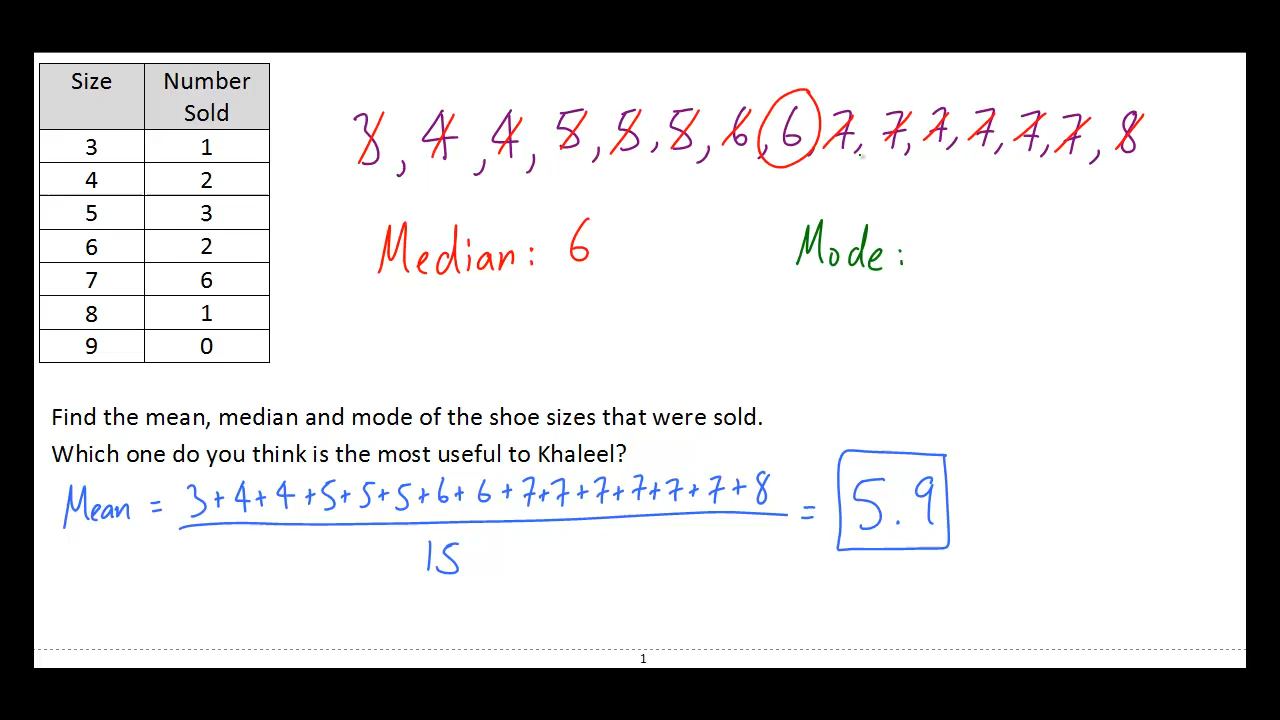 Size Number Sold
3 1
4 2
5 3
6 2
7 6
8 1
9 0
3, 4, 4, 5, 5, 5, 6, 6, 7, 7, 7, 7, 7, 7, 8
Median: 6
Mode:
Find the mean, median and mode of the shoe sizes that were sold.
Which one do you think is the most useful to Khaleel?
Mean = 3+4+4+5+5+5+6+6+7+7+7+7+7+7+8 = 5.9
15
1